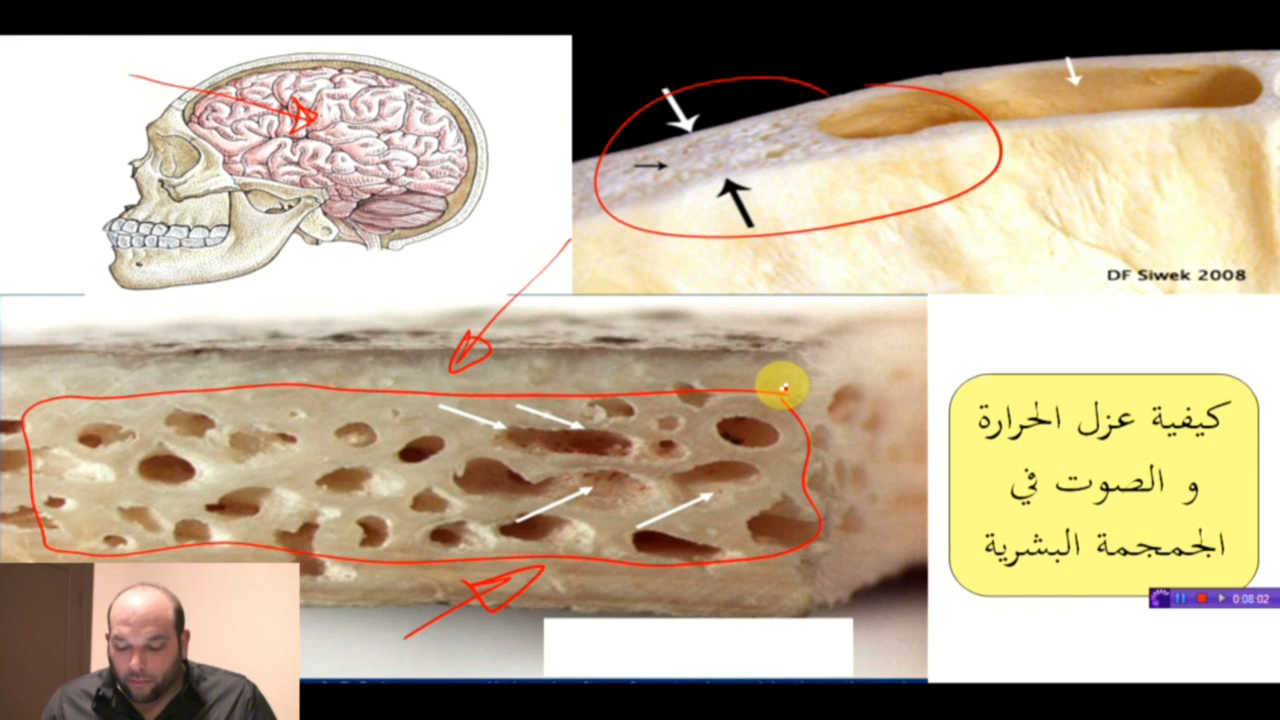 DF Siwek 2008
كيفية عزل الحرارة
و الصوت في
الجمجمة البشرية
0:08:02